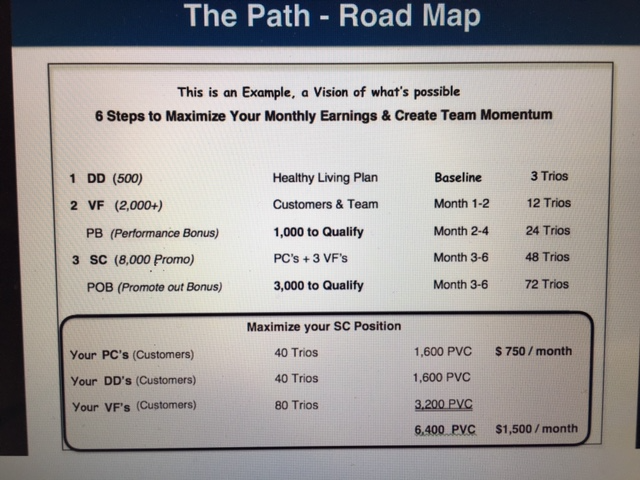 The Path - Road Map
This is an Example, a Vision of what's possible
6 Steps to Maximize Your Monthly Earnings & Create Team Momentum
1 DD (500) Healthy Living Plan Baseline 3 Trios
2 VF (2,000+) Customers & Team Month 1-2 12 Trios
PB (Performance Bonus) 1,000 to Qualify Month 2-4 24 Trios
3 SC (8,000 Promo) PC's + 3 VF's Month 3-6 48 Trios
POB (Promote out Bonus) 3,000 to Qualify Month 3-6 72 Trios
Maximize your SC Position
Your PC's (Customers) 40 Trios 1,600 PVC $ 750 / month
Your DD's (Customers) 40 Trios 1,600 PVC
Your VF's (Customers) 80 Trios 3,200 PVC
6,400 PVC $1,500 / month